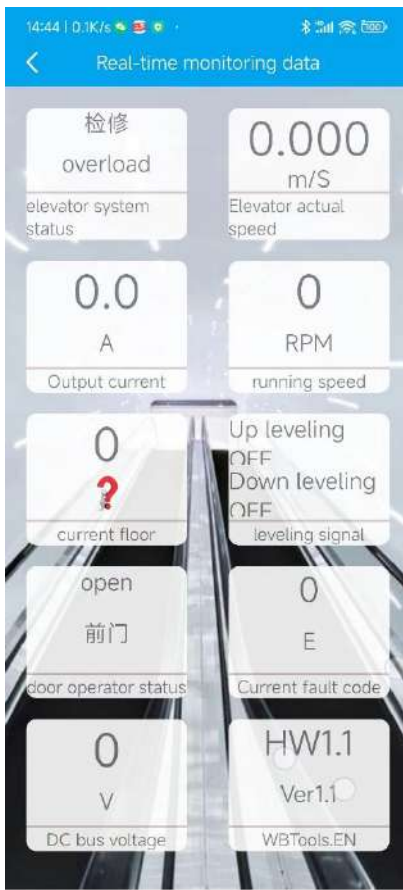 14:44 | 0.1K/s
Real-time monitoring data
检修
overload
elevator system
status
0.000
m/S
Elevator actual
speed
0.0
A
Output current
0
RPM
running speed
0
?
current floor
Up leveling
OFF
Down leveling
OFF
leveling signal
open
前门
door operator status
0
E
Current fault code
0
V
DC bus voltage
HW1.1
Ver1.1
WBTools.EN